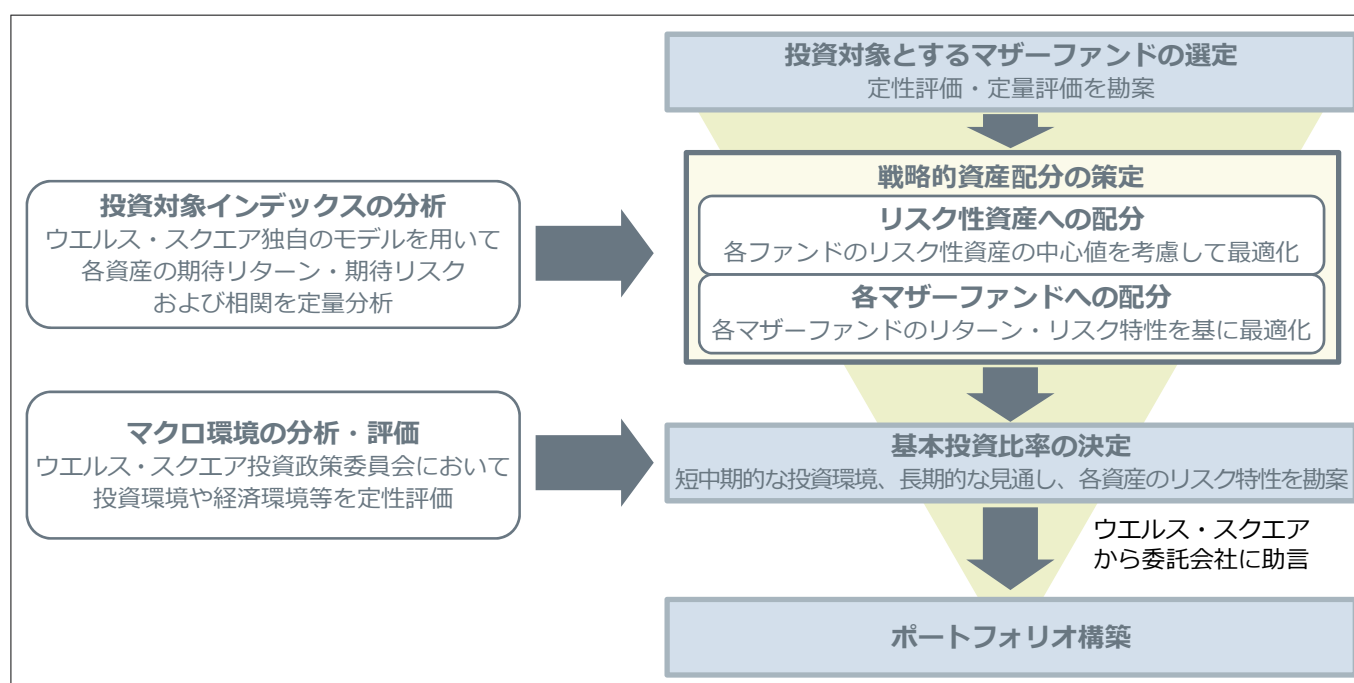 投資対象とするマザーファンドの選定
定性評価・定量評価を勘案
戦略的資産配分の策定
リスク性資産への配分
各ファンドのリスク性資産の中心値を考慮して最適化
各マザーファンドへの配分
各マザーファンドのリターン・リスク特性を基に最適化
投資対象インデックスの分析
ウエルス・スクエア独自のモデルを用いて
各資産の期待リターン・期待リスク
および相関を定量分析
マクロ環境の分析・評価
ウエルス・スクエア投資政策委員会において
投資環境や経済環境等を定性評価
基本投資比率の決定
短中期的な投資環境、長期的な見通し、各資産のリスク特性を勘案
ウエルス・スクエア
から委託会社に助言
ポートフォリオ構築